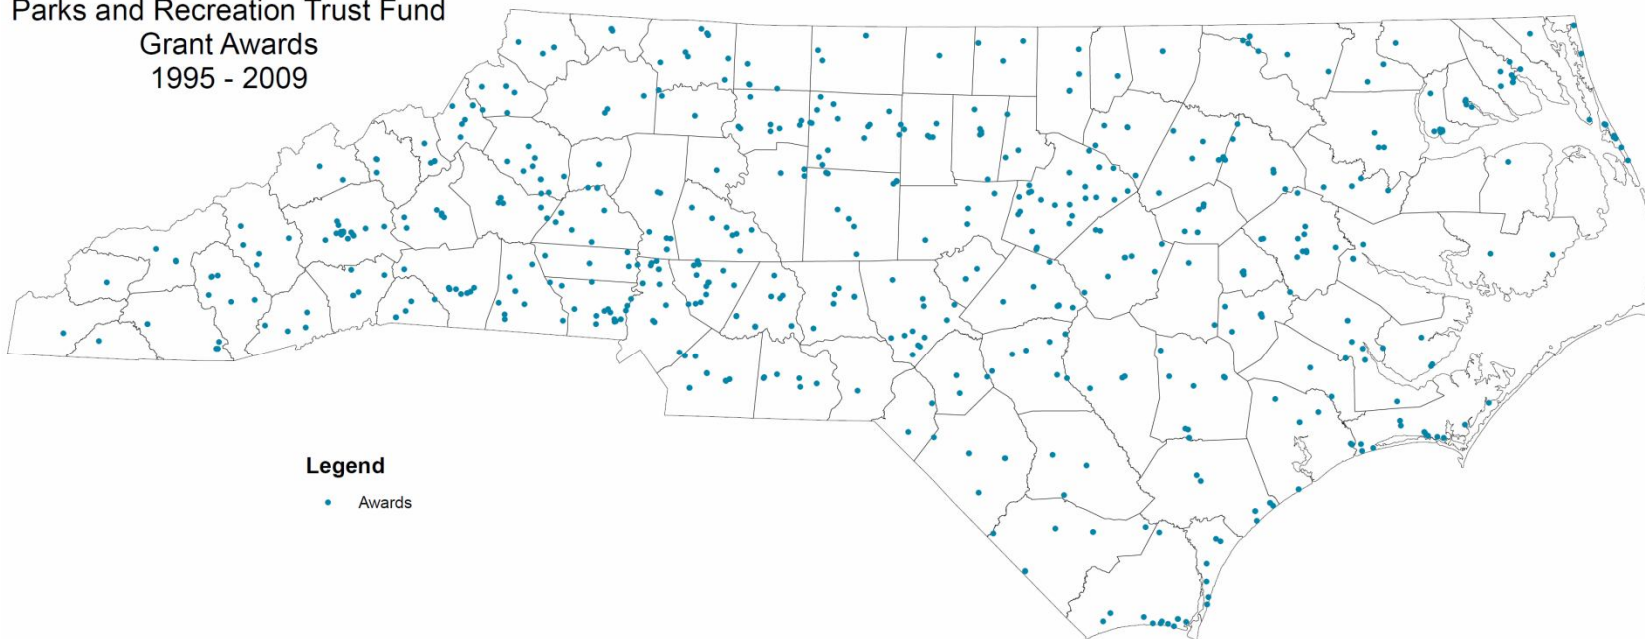 Parks and Recreation Trust Fund
Grant Awards
1995 - 2009
Legend
Awards